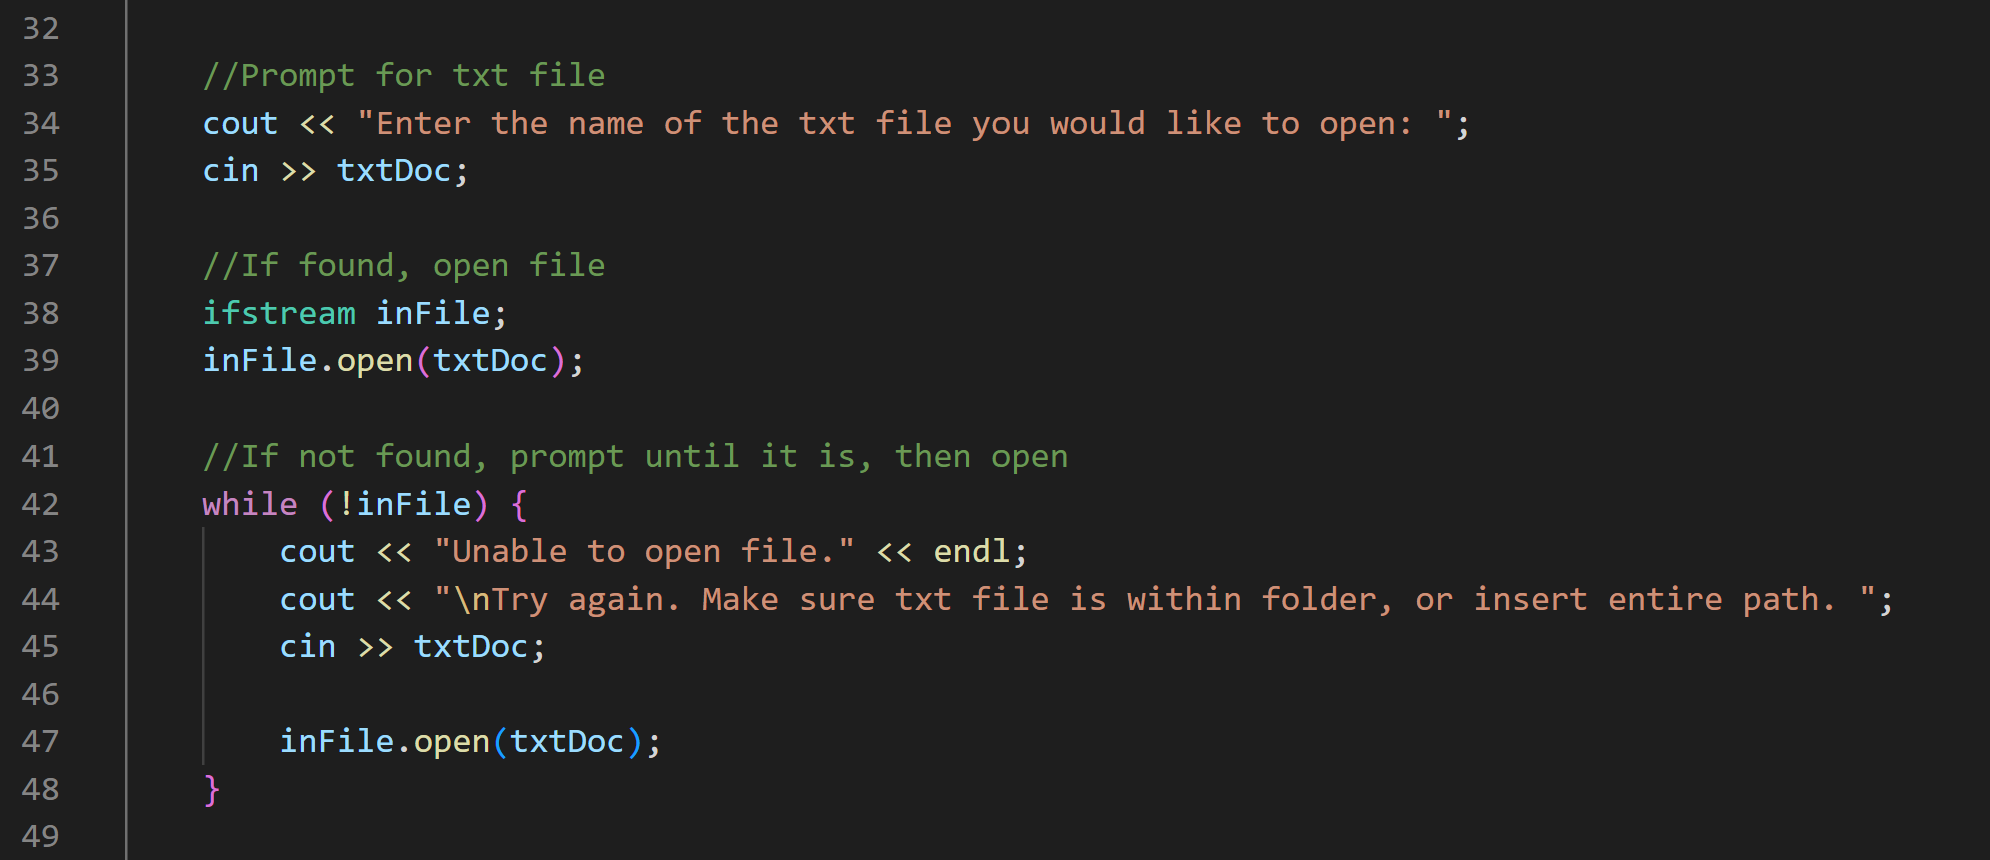 32
33 //Prompt for txt file
34 cout << "Enter the name of the txt file you would like to open: ";
35 cin >> txtDoc;
36
37 //If found, open file
38 ifstream inFile;
39 inFile.open(txtDoc);
40
41 //If not found, prompt until it is, then open
42 while (!inFile) {
43 cout << "Unable to open file." << endl;
44 cout << "\nTry again. Make sure txt file is within folder, or insert entire path. ";
45 cin >> txtDoc;
46
47 inFile.open(txtDoc);
48 }
49